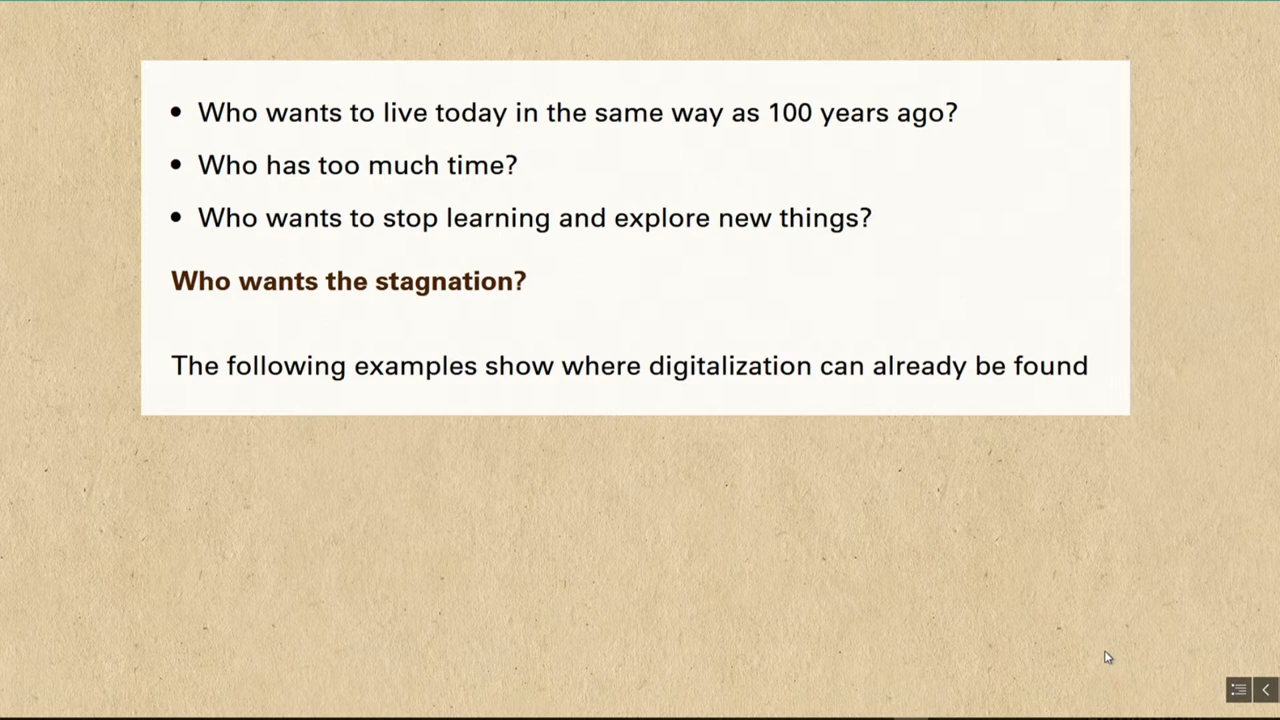 • Who wants to live today in the same way as 100 years ago?
• Who has too much time?
• Who wants to stop learning and explore new things?
Who wants the stagnation?
The following examples show where digitalization can already be found